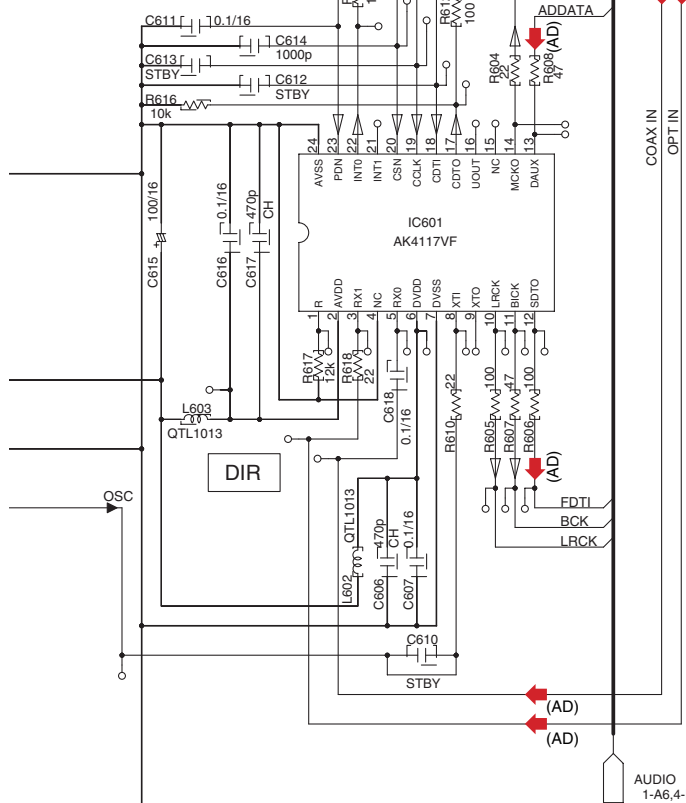 C611
0.1/16
C614
1000p
C613
STBY
C612
STBY
R616
10k
100
R604
22
R608
47
ADDATA
(AD)
COAX IN
OPT IN
24
23
22
21
20
19
18
17
16
15
14
13
AVSS
PDN
INT0
INT1
CSN
CCLK
CDTI
CDTO
UOUT
NC
MCKO
DAUX
IC601
AK4117VF
R
AVDD
RX1
NC
RX0
DVDD
DVSS
XTI
XTO
LRCK
BICK
SDTO
1
2
3
4
5
6
7
8
9
10
11
12
100/16
+
C615
0.1/16
C616
470p
CH
C617
R617
12k
R618
22
C618
0.1/16
R610
22
R605
100
R607
47
R606
100
(AD)
L603
QTL1013
DIR
OSC
FDTI
BCK
LRCK
L602
QTL1013
C606
470p
CH
C607
0.1/16
C610
STBY
(AD)
(AD)
AUDIO
1-A6,4-